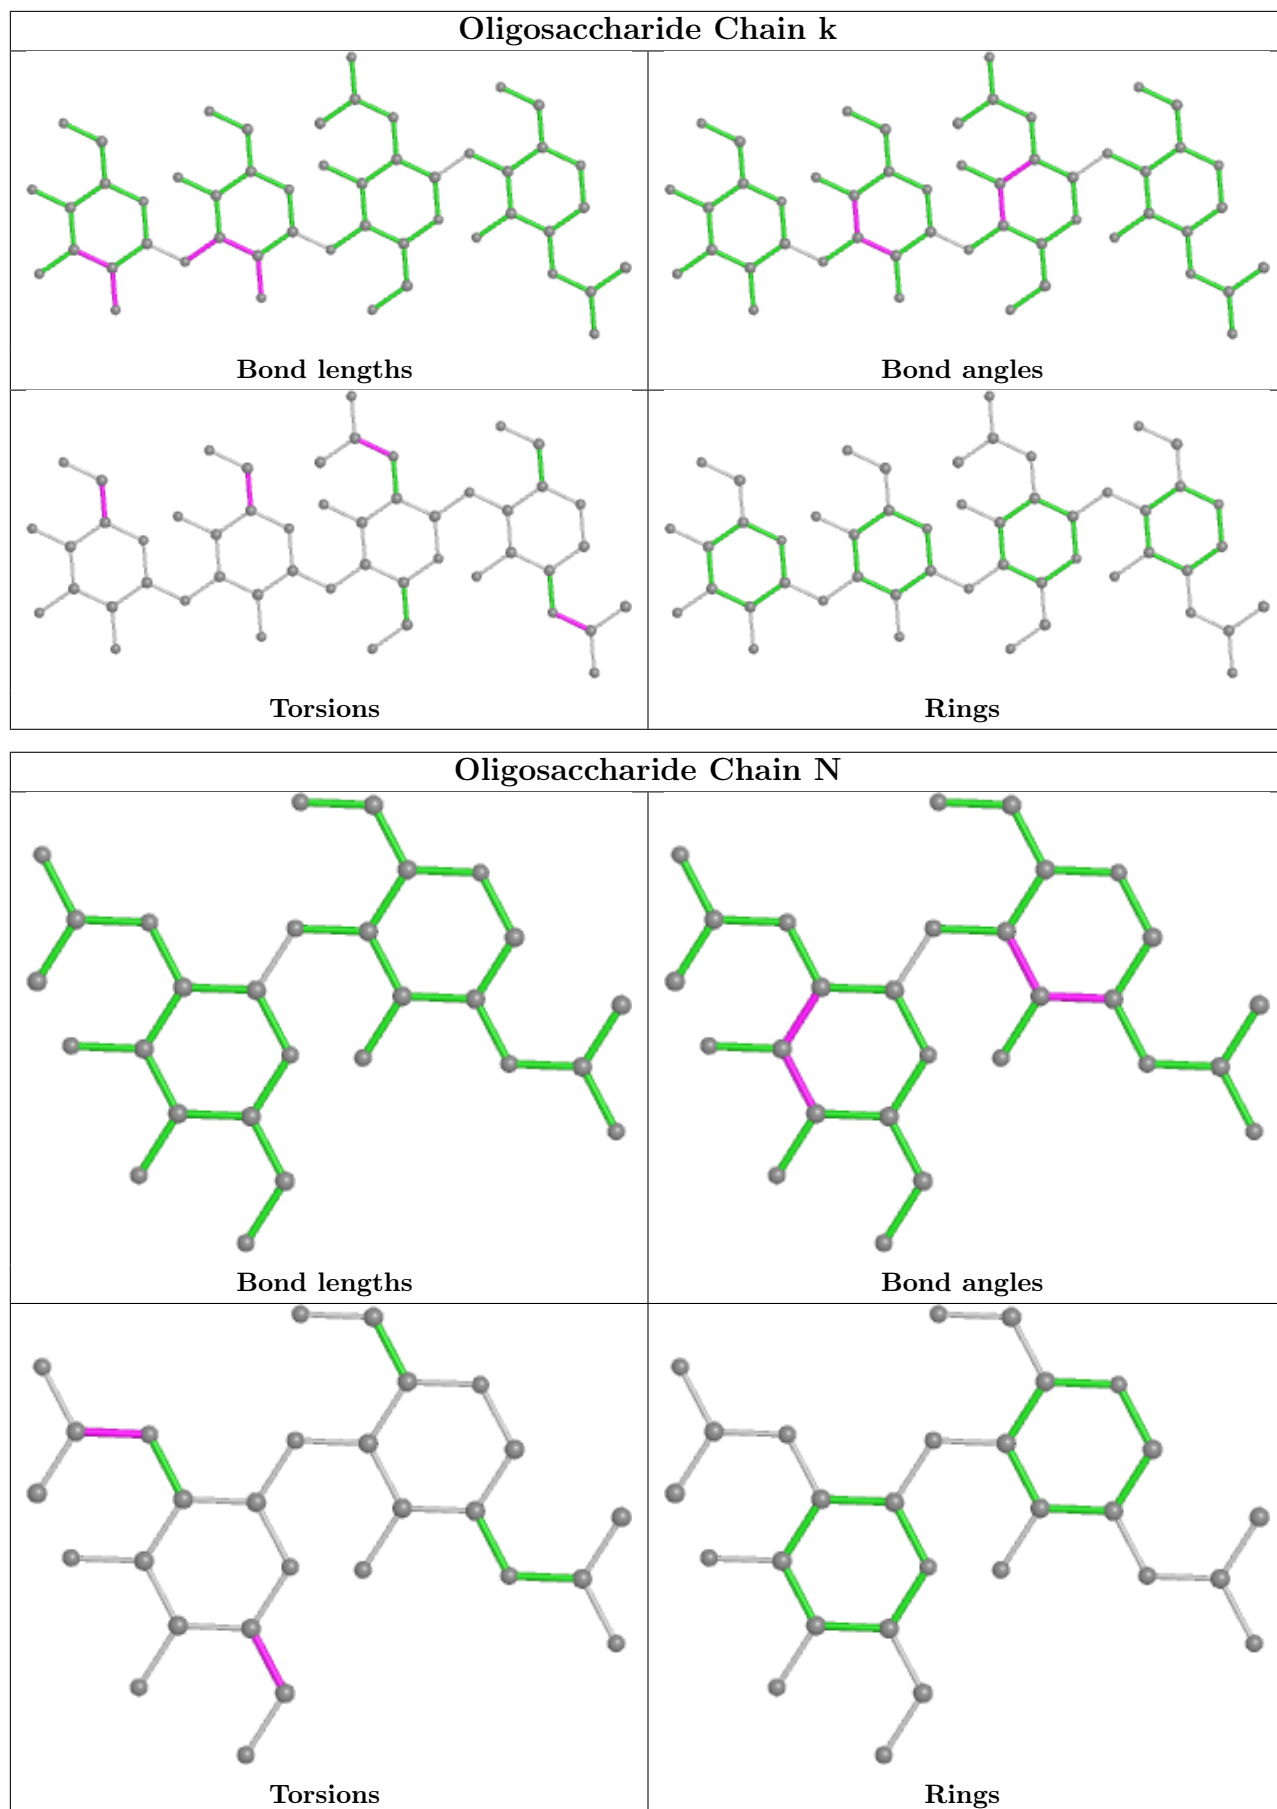 Oligosaccharide Chain k
Bond lengths
Bond angles
Torsions
Rings
Oligosaccharide Chain N
Bond lengths
Bond angles
Torsions
Rings